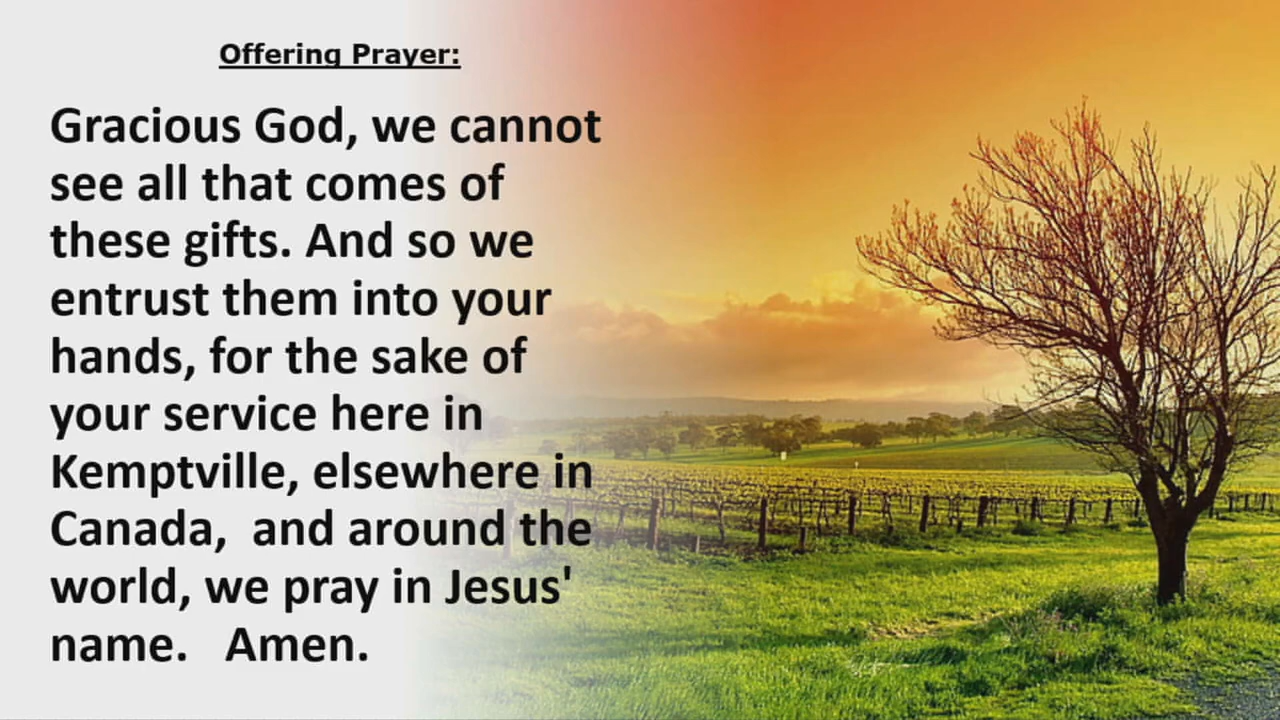 Offering Prayer:
Gracious God, we cannot
see all that comes of
these gifts. And so we
entrust them into your
hands, for the sake of
your service here in
Kemptville, elsewhere in
Canada,  and around the
world, we pray in Jesus'
name.   Amen.